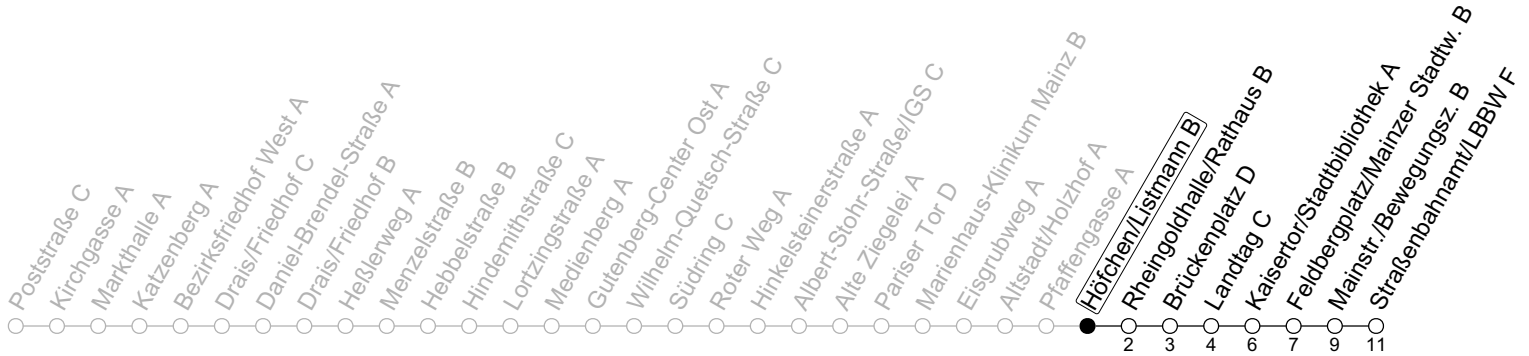 Poststraße C
Kirchgasse A
Markthalle A
Katzenberg A
Bezirksfriedhof West A
Drais/Friedhof C
Daniel-Brendel-Straße A
Drais/Friedhof B
Heßlerweg A
Menzelstraße B
Hebbelstraße B
Hindemithstraße C
Lortzingstraße A
Medienberg A
Gutenberg-Center Ost A
Wilhelm-Quetsch-Straße C
Südring C
Roter Weg A
Hinkelsteinerstraße A
Albert-Stohr-Straße/IGS C
Alte Ziegelei A
Pariser Tor D
Marienhaus-Klinikum Mainz B
Eisgrubweg A
Altstadt/Holzhof A
Pfaffengasse A
Höfchen/Listmann B
Rheingoldhalle/Rathaus B
Brückenplatz D
Landtag C
Kaisertor/Stadtbibliothek A
Feldbergplatz/Mainzer Stadtw. B
Mainstr./Bewegungsz. B
Straßenbahnamt/LBBW F
2 3 4 6 7 9 11